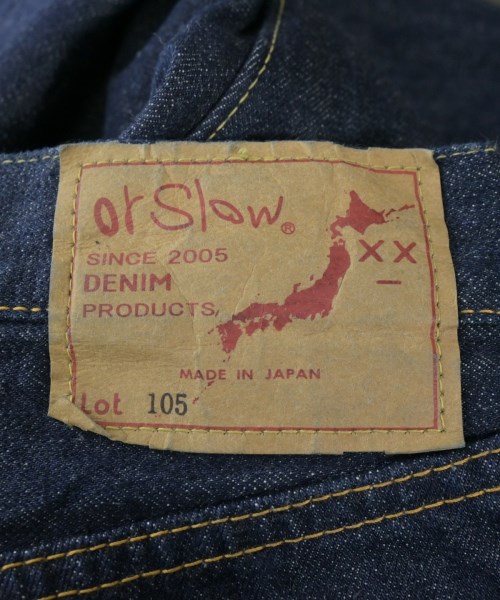 orSlow®
SINCE 2005
DENIM
PRODUCTS
XX
–
MADE IN JAPAN
Lot 105